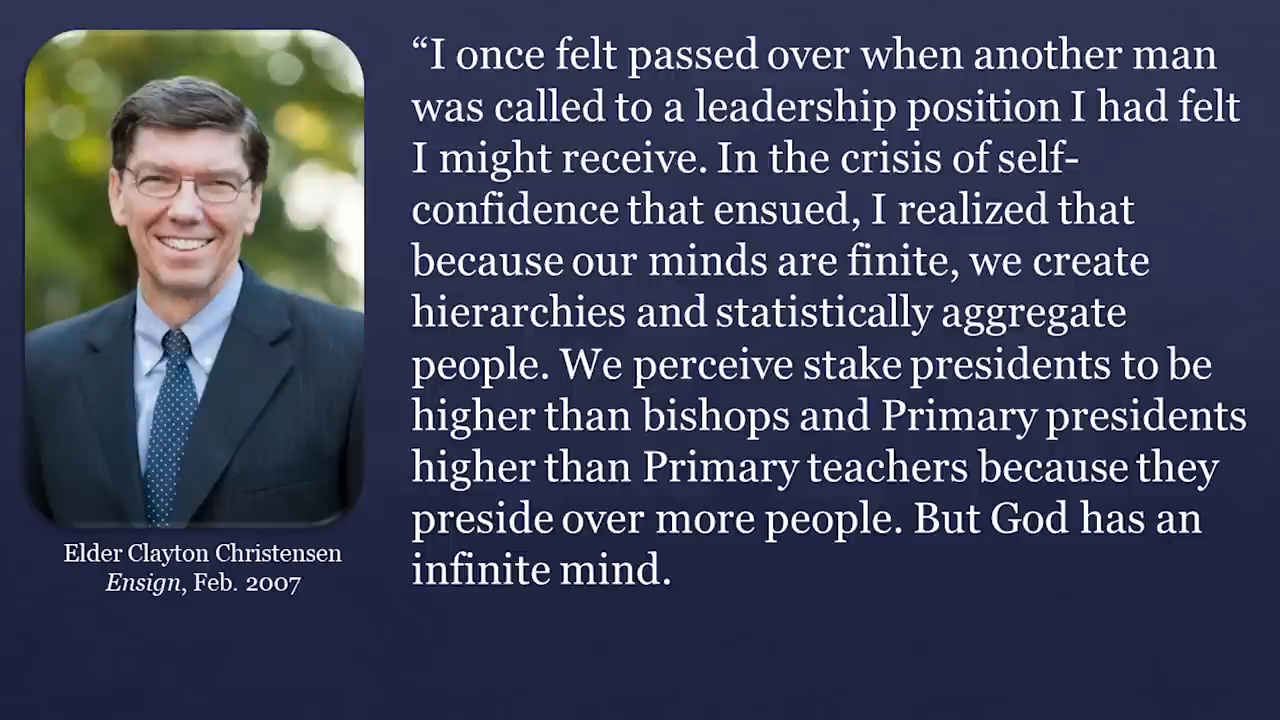 “I once felt passed over when another man
was called to a leadership position I had felt
I might receive. In the crisis of self-
confidence that ensued, I realized that
because our minds are finite, we create
hierarchies and statistically aggregate
people. We perceive stake presidents to be
higher than bishops and Primary presidents
higher than Primary teachers because they
preside over more people. But God has an
infinite mind.
Elder Clayton Christensen
Ensign, Feb. 2007